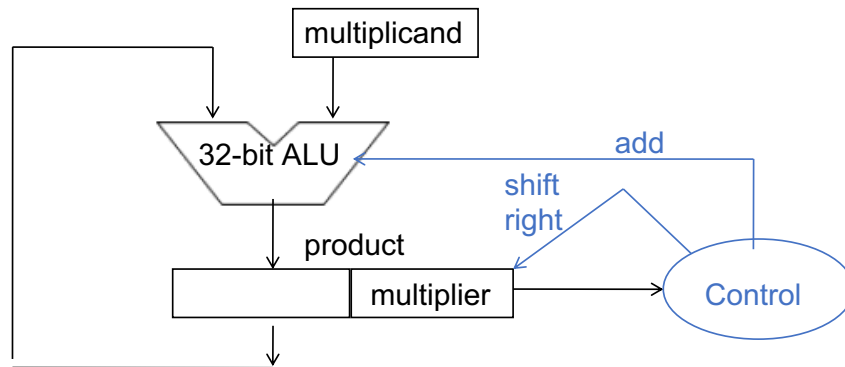 multiplicand
32-bit ALU
add
shift
right
product
multiplier
Control